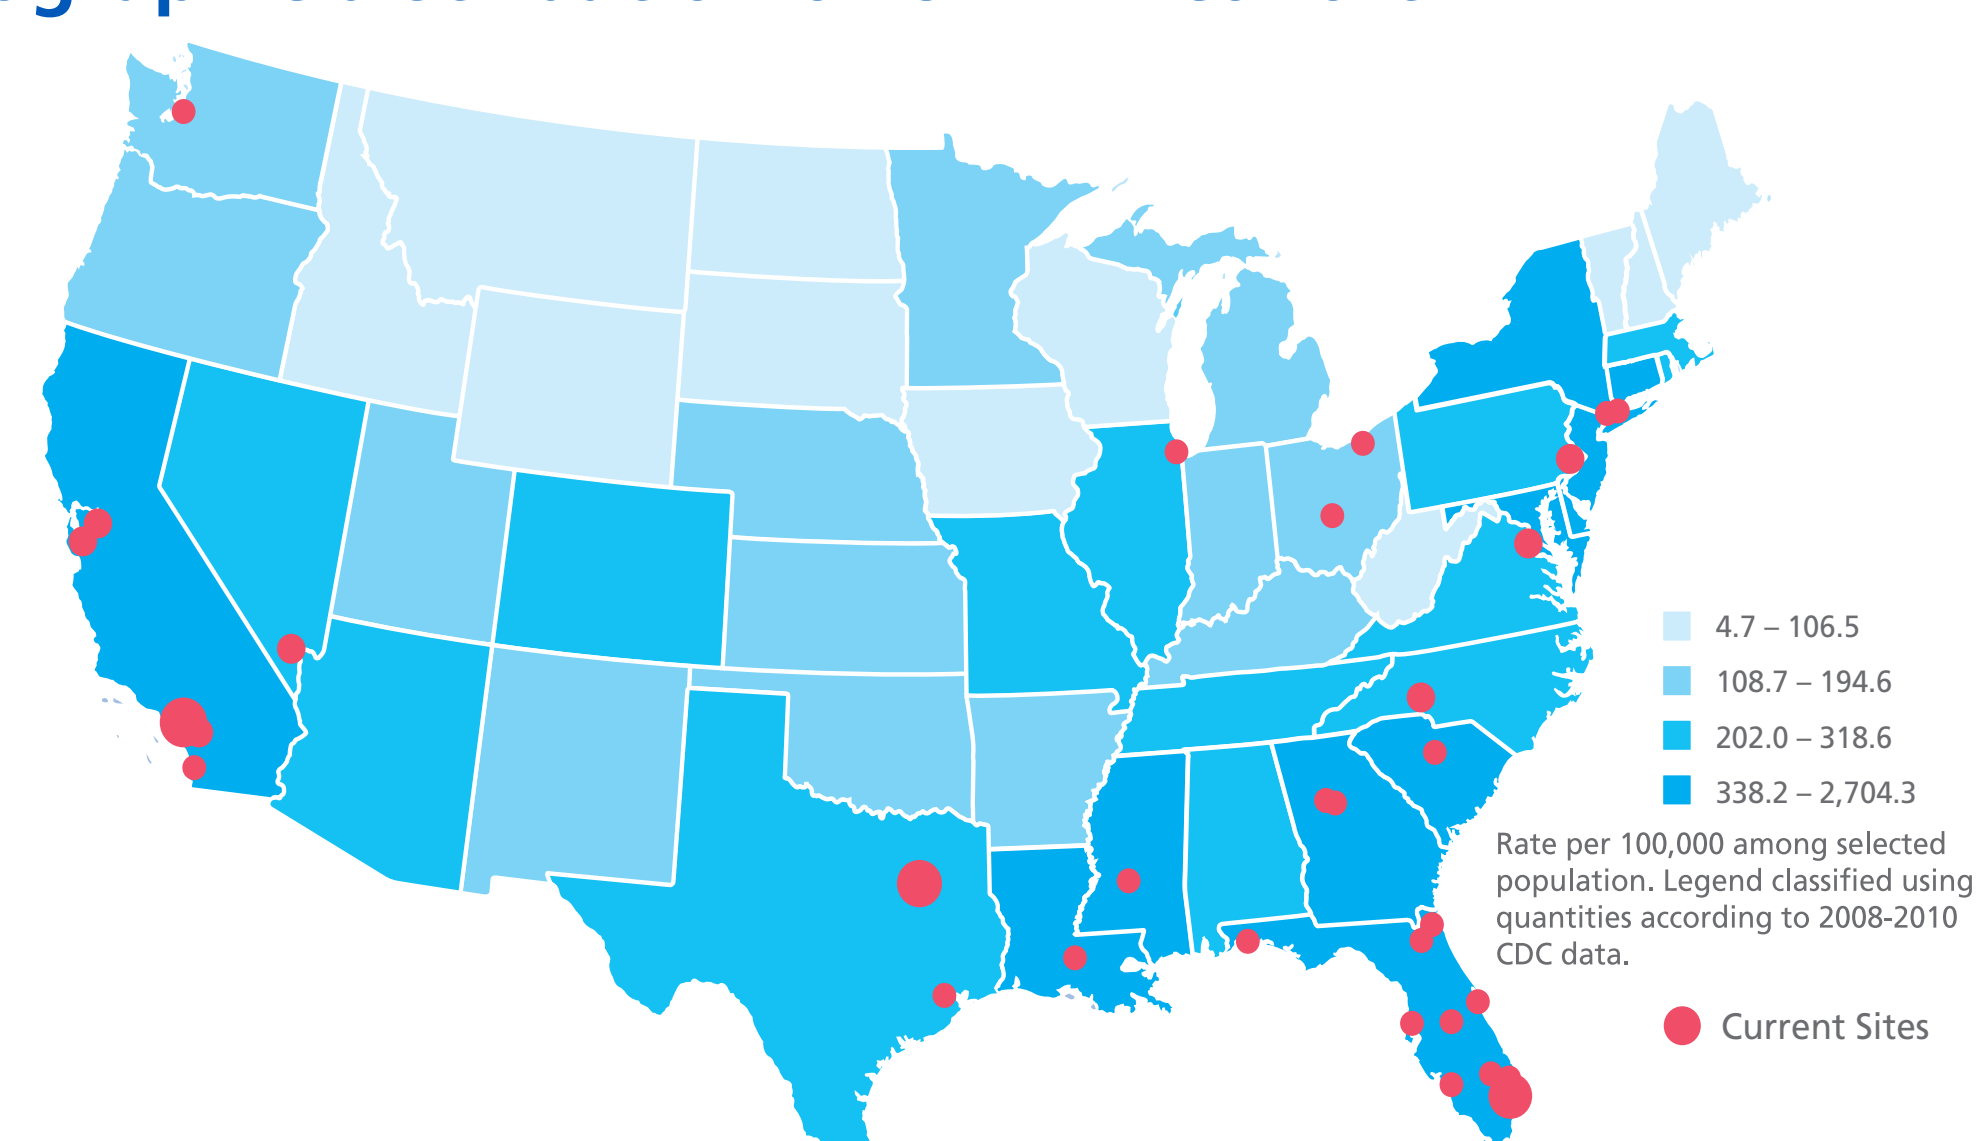 4.7 – 106.5
108.7 – 194.6
202.0 – 318.6
338.2 – 2,704.3
Rate per 100,000 among selected
population. Legend classified using
quantities according to 2008-2010
CDC data.
Current Sites